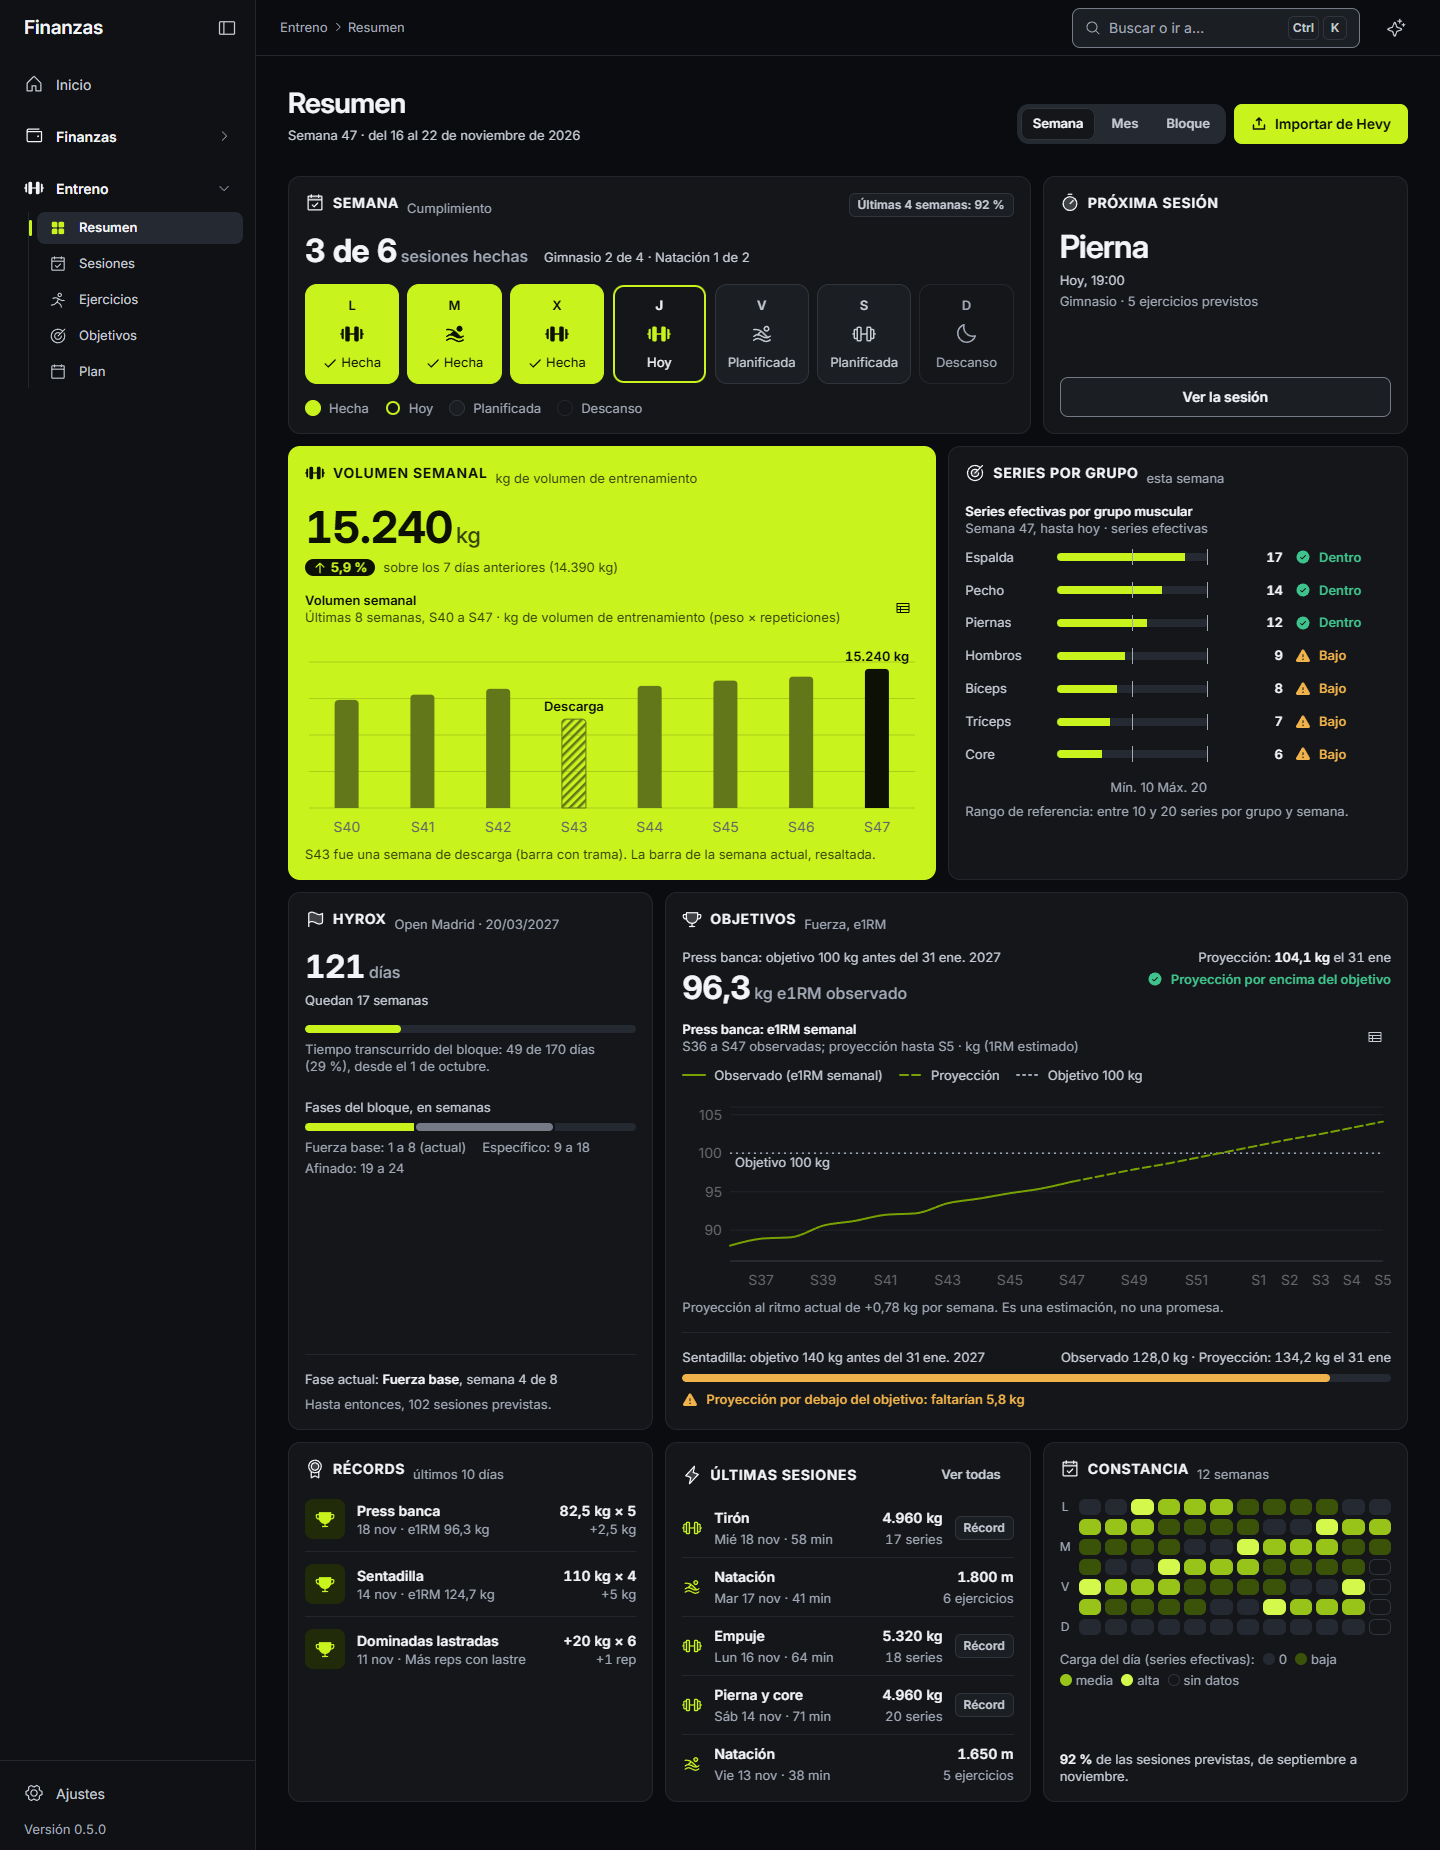 Finanzas
Inicio
Finanzas
Entreno
Resumen
Sesiones
Ejercicios
Objetivos
Plan
Ajustes
Versión 0.5.0
Entreno > Resumen
Buscar o ir a...
Ctrl K
Resumen
Semana 47 · del 16 al 22 de noviembre de 2026
Semana Mes Bloque
Importar de Hevy
SEMANA Cumplimiento
Últimas 4 semanas: 92 %
3 de 6 sesiones hechas Gimnasio 2 de 4 · Natación 1 de 2
L M X J V S D
Hecha Hecha Hecha Hoy Planificada Planificada Descanso
Hecha Hoy Planificada Descanso
PRÓXIMA SESIÓN
Pierna
Hoy, 19:00
Gimnasio · 5 ejercicios previstos
Ver la sesión
VOLUMEN SEMANAL kg de volumen de entrenamiento
15.240 kg
↑ 5,9 % sobre los 7 días anteriores (14.390 kg)
Volumen semanal
Últimas 8 semanas, S40 a S47 · kg de volumen de entrenamiento (peso × repeticiones)
15.240 kg
Descarga
S40 S41 S42 S43 S44 S45 S46 S47
S43 fue una semana de descarga (barra con trama). La barra de la semana actual, resaltada.
SERIES POR GRUPO esta semana
Series efectivas por grupo muscular
Semana 47, hasta hoy · series efectivas
Espalda 17 Dentro
Pecho 14 Dentro
Piernas 12 Dentro
Hombros 9 Bajo
Bíceps 8 Bajo
Tríceps 7 Bajo
Core 6 Bajo
Mín. 10 Máx. 20
Rango de referencia: entre 10 y 20 series por grupo y semana.
HYROX Open Madrid · 20/03/2027
121 días
Quedan 17 semanas
Tiempo transcurrido del bloque: 49 de 170 días
(29 %), desde el 1 de octubre.
Fases del bloque, en semanas
Fuerza base: 1 a 8 (actual) Específico: 9 a 18
Afinado: 19 a 24
Fase actual: Fuerza base, semana 4 de 8
Hasta entonces, 102 sesiones previstas.
OBJETIVOS Fuerza, e1RM
Press banca: objetivo 100 kg antes del 31 ene. 2027
96,3 kg e1RM observado
Proyección: 104,1 kg el 31 ene
Proyección por encima del objetivo
Press banca: e1RM semanal
S36 a S47 observadas; proyección hasta S5 · kg (1RM estimado)
Observado (e1RM semanal) Proyección Objetivo 100 kg
105
100
Objetivo 100 kg
95
90
S37 S39 S41 S43 S45 S47 S49 S51 S1 S2 S3 S4 S5
Proyección al ritmo actual de +0,78 kg por semana. Es una estimación, no una promesa.
Sentadilla: objetivo 140 kg antes del 31 ene. 2027 Observado 128,0 kg · Proyección: 134,2 kg el 31 ene
Proyección por debajo del objetivo: faltarían 5,8 kg
RÉCORDS últimos 10 días
Press banca 82,5 kg × 5
18 nov · e1RM 96,3 kg +2,5 kg
Sentadilla 110 kg × 4
14 nov · e1RM 124,7 kg +5 kg
Dominadas lastradas +20 kg × 6
11 nov · Más reps con lastre +1 rep
ÚLTIMAS SESIONES Ver todas
Tirón 4.960 kg Récord
Mié 18 nov · 58 min 17 series
Natación 1.800 m
Mar 17 nov · 41 min 6 ejercicios
Empuje 5.320 kg Récord
Lun 16 nov · 64 min 18 series
Pierna y core 4.960 kg Récord
Sáb 14 nov · 71 min 20 series
Natación 1.650 m
Vie 13 nov · 38 min 5 ejercicios
CONSTANCIA 12 semanas
L
M
V
D
Carga del día (series efectivas): 0 baja
media alta sin datos
92 % de las sesiones previstas, de septiembre a
noviembre.